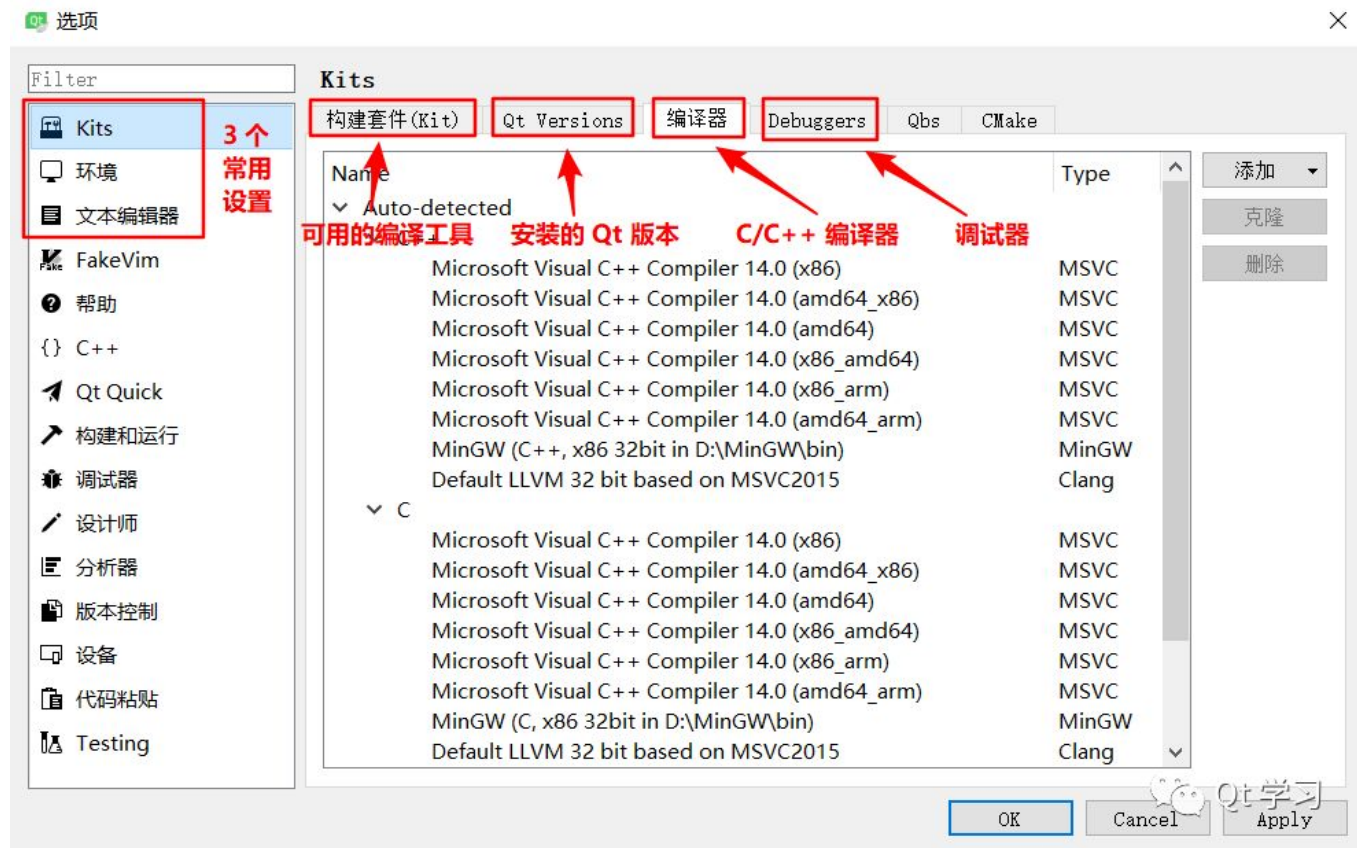 选项
Filter
Kits
环境
文本编辑器
FakeVim
帮助
{} C++
Qt Quick
构建和运行
调试器
设计师
分析器
版本控制
设备
代码粘贴
Testing
3 个
常用
设置
Kits
构建套件(Kit) Qt Versions 编译器 Debuggers Qbs CMake
Name Type
Auto-detected
可用的编译工具 安装的 Qt 版本 C/C++ 编译器 调试器
C++
Microsoft Visual C++ Compiler 14.0 (x86) MSVC
Microsoft Visual C++ Compiler 14.0 (amd64_x86) MSVC
Microsoft Visual C++ Compiler 14.0 (amd64) MSVC
Microsoft Visual C++ Compiler 14.0 (x86_amd64) MSVC
Microsoft Visual C++ Compiler 14.0 (x86_arm) MSVC
Microsoft Visual C++ Compiler 14.0 (amd64_arm) MSVC
MinGW (C++, x86 32bit in D:\MinGW\bin) MinGW
Default LLVM 32 bit based on MSVC2015 Clang
C
Microsoft Visual C++ Compiler 14.0 (x86) MSVC
Microsoft Visual C++ Compiler 14.0 (amd64_x86) MSVC
Microsoft Visual C++ Compiler 14.0 (amd64) MSVC
Microsoft Visual C++ Compiler 14.0 (x86_amd64) MSVC
Microsoft Visual C++ Compiler 14.0 (x86_arm) MSVC
Microsoft Visual C++ Compiler 14.0 (amd64_arm) MSVC
MinGW (C, x86 32bit in D:\MinGW\bin) MinGW
Default LLVM 32 bit based on MSVC2015 Clang
添加
克隆
删除
Qt学习
OK Cancel Apply